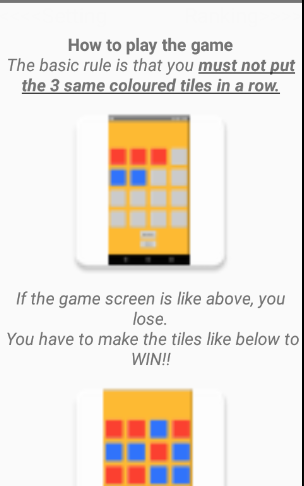 How to play the game
The basic rule is that you must not put
the 3 same coloured tiles in a row.
If the game screen is like above, you
lose.
You have to make the tiles like below to
WIN!!